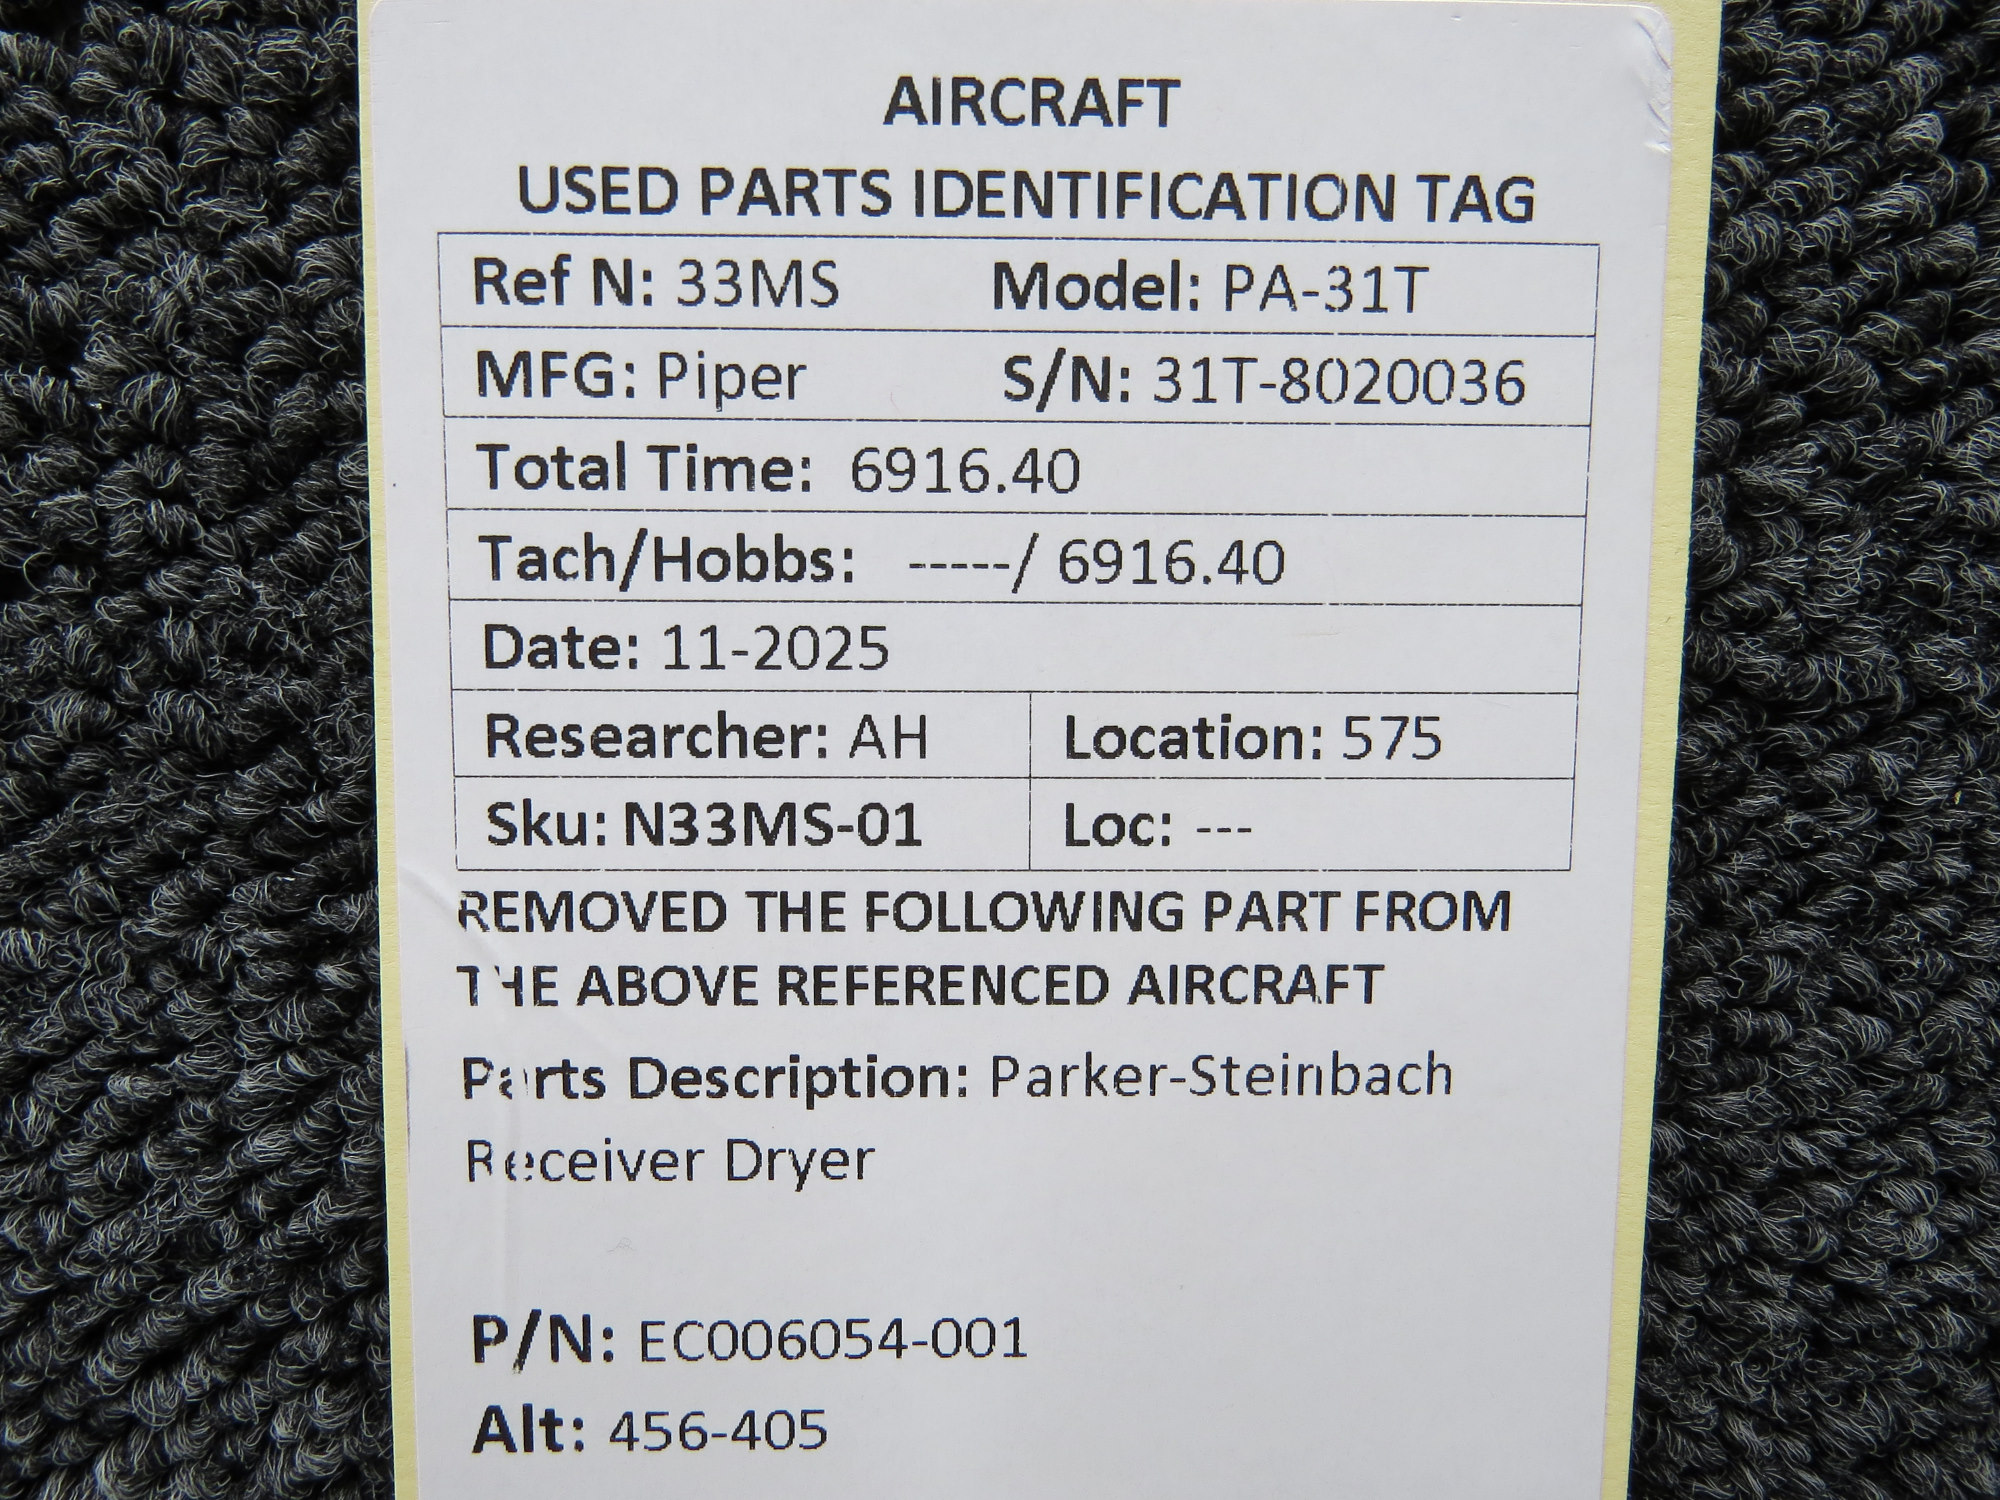 AIRCRAFT
USED PARTS IDENTIFICATION TAG
Ref N: 33MS Model: PA-31T
MFG: Piper S/N: 31T-8020036
Total Time: 6916.40
Tach/Hobbs: -----/ 6916.40
Date: 11-2025
Researcher: AH Location: 575
Sku: N33MS-01 Loc: ---
REMOVED THE FOLLOWING PART FROM
THE ABOVE REFERENCED AIRCRAFT
Parts Description: Parker-Steinbach
Receiver Dryer
P/N: EC006054-001
Alt: 456-405